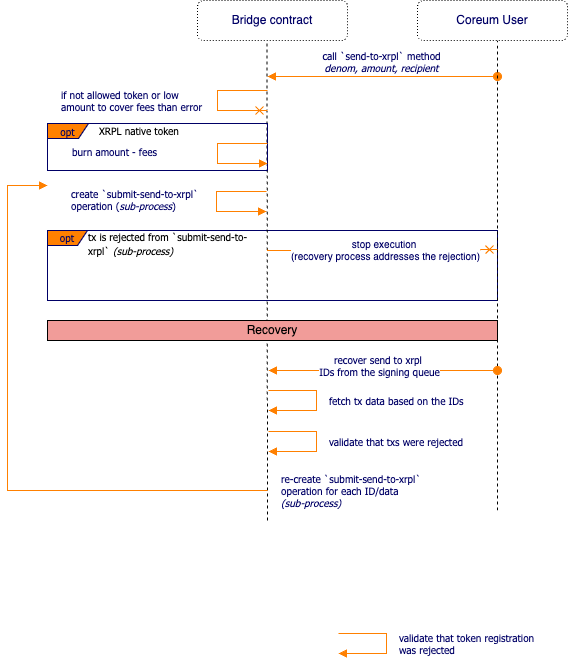 Bridge contract
Coreum User
call `send-to-xrpl` method
denom, amount, recipient
if not allowed token or low
amount to cover fees than error
opt
XRPL native token
burn amount - fees
create `submit-send-to-xrpl`
operation (sub-process)
opt
tx is rejected from `submit-send-to-
xrpl` (sub-process)
stop execution
(recovery process addresses the rejection)
Recovery
recover send to xrpl
IDs from the signing queue
fetch tx data based on the IDs
validate that txs were rejected
re-create `submit-send-to-xrpl`
operation for each ID/data
(sub-process)
validate that token registration
was rejected